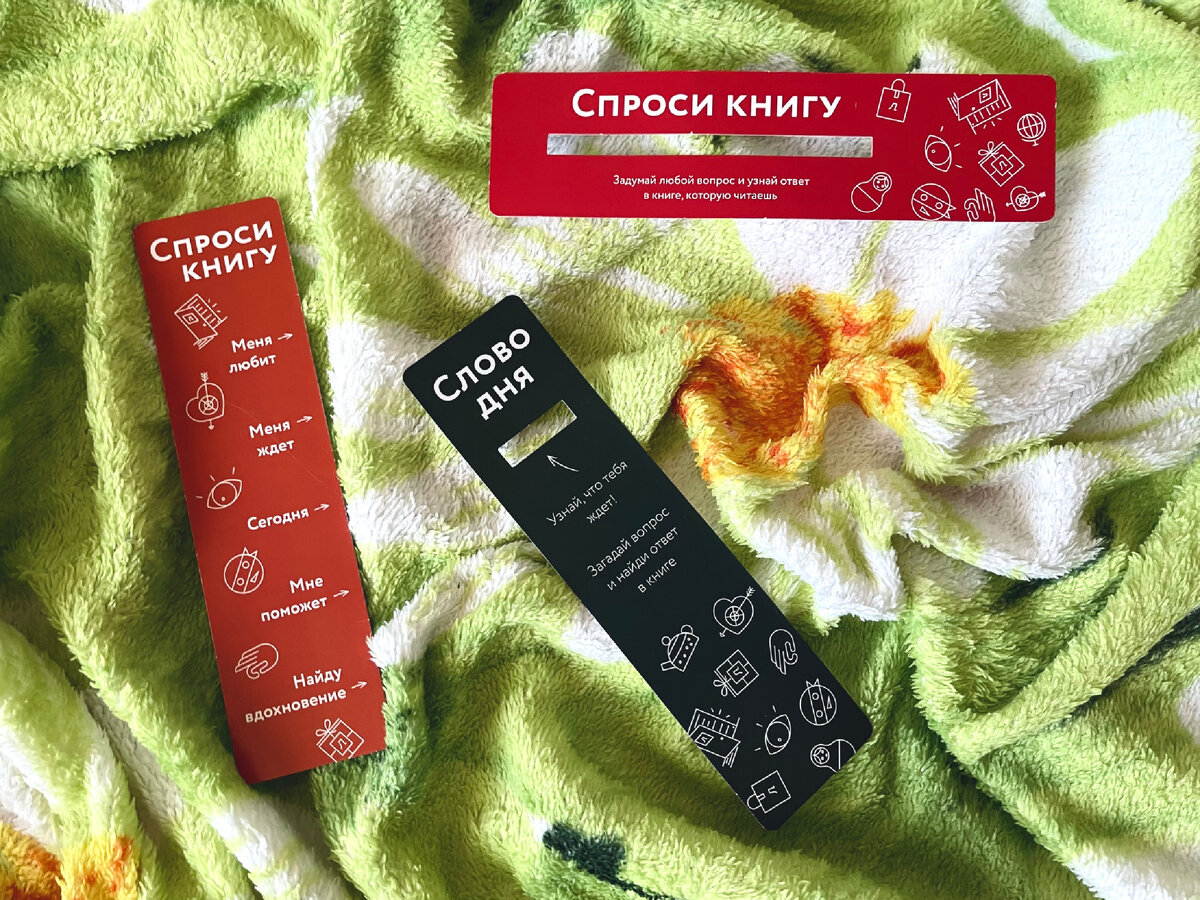 Спроси книгу
Задумай любой вопрос и узнай ответ
в книге, которую читаешь
Спроси
книгу
Меня →
любит
Меня →
ждет
Сегодня →
Мне
поможет →
Найду
вдохновение →
Слово
дня
Узнай, что тебя
ждет!
Загадай вопрос
и найди ответ
в книге